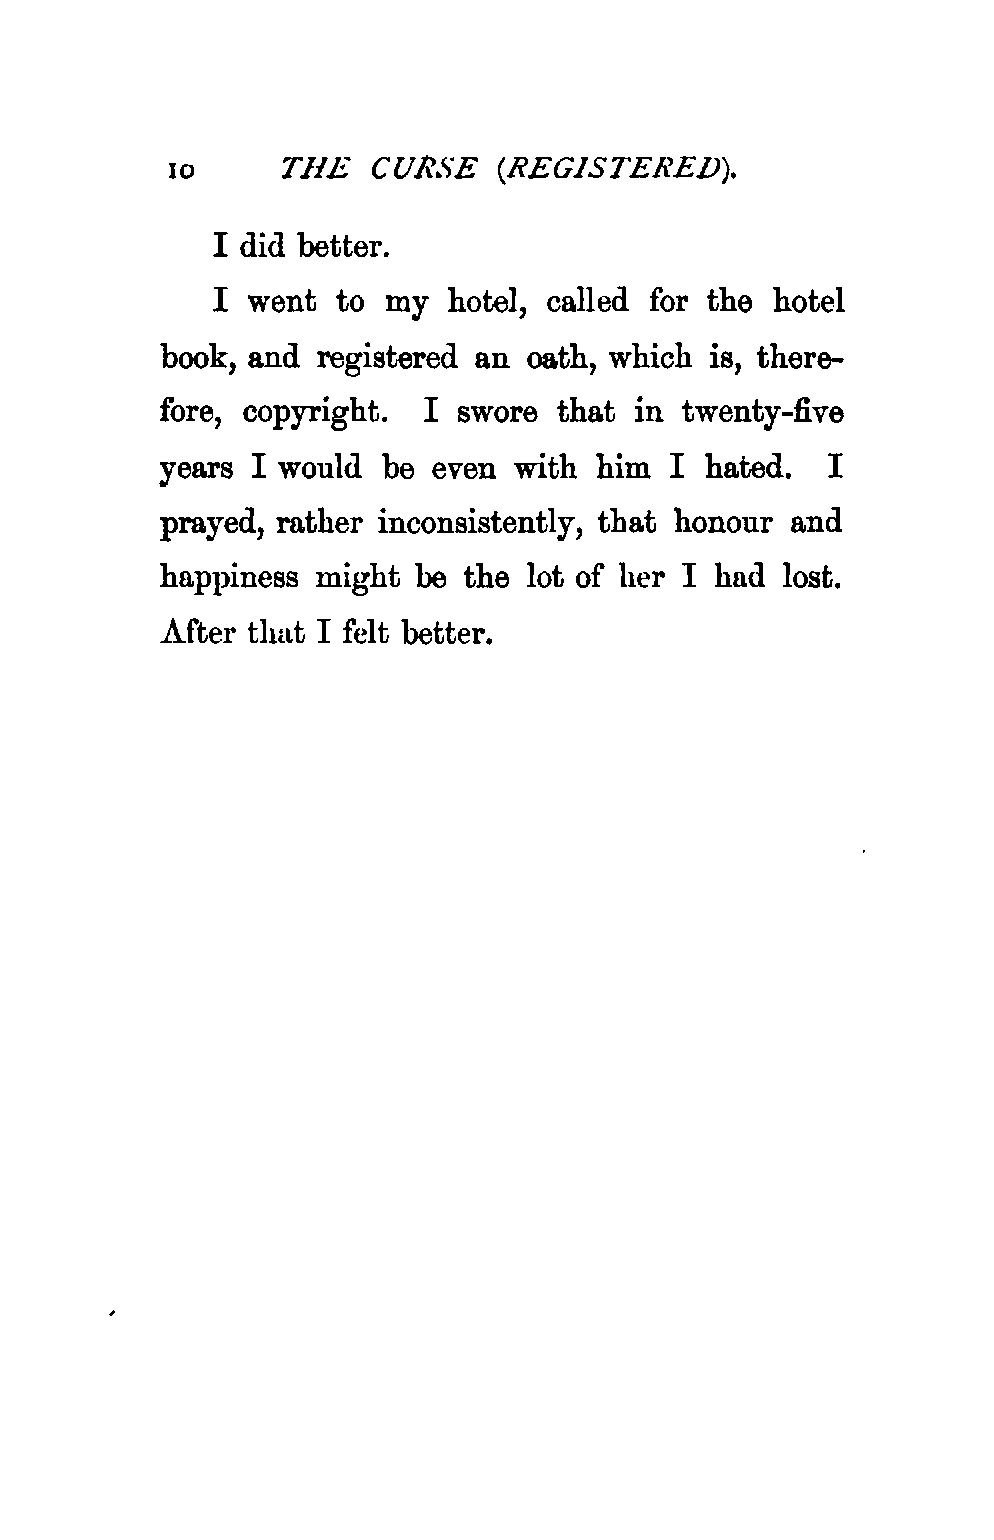 10 THE CURSE (REGISTERED).
I did better.
I went to my hotel, called for the hotel
book, and registered an oath, which is, there-
fore, copyright. I swore that in twenty-five
years I would be even with him I hated. I
prayed, rather inconsistently, that honour and
happiness might be the lot of her I had lost.
After that I felt better.